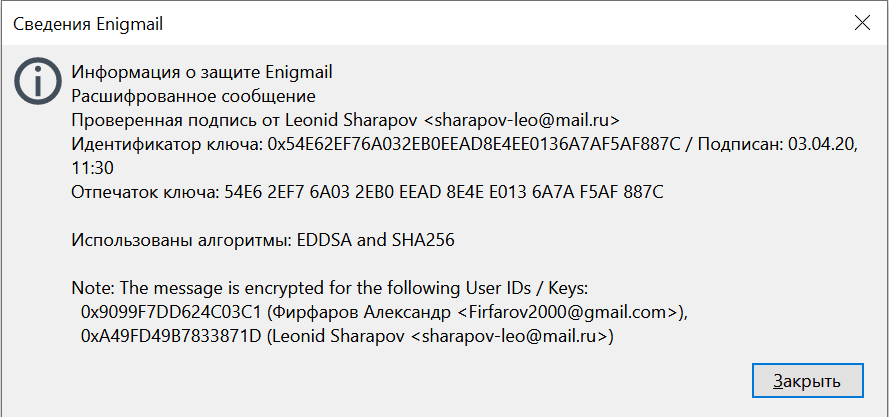 Сведения Enigmail
Информация о защите Enigmail
Расшифрованное сообщение
Проверенная подпись от Leonid Sharapov <sharapov-leo@mail.ru>
Идентификатор ключа: 0x54E62EF76A032EB0EEAD8E4EE0136A7AF5AF887C / Подписан: 03.04.20,
11:30
Отпечаток ключа: 54E6 2EF7 6A03 2EB0 EEAD 8E4E E013 6A7A F5AF 887C
Использованы алгоритмы: EDDSA and SHA256
Note: The message is encrypted for the following User IDs / Keys:
0x9099F7DD624C03C1 (Фирфаров Александр <Firfarov2000@gmail.com>),
0xA49FD49B7833871D (Leonid Sharapov <sharapov-leo@mail.ru>)
Закрыть